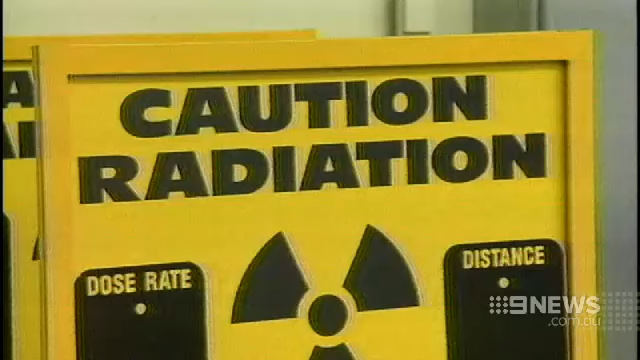 CAUTION
RADIATION
DOSE RATE
DISTANCE
9NEWS
.com.au